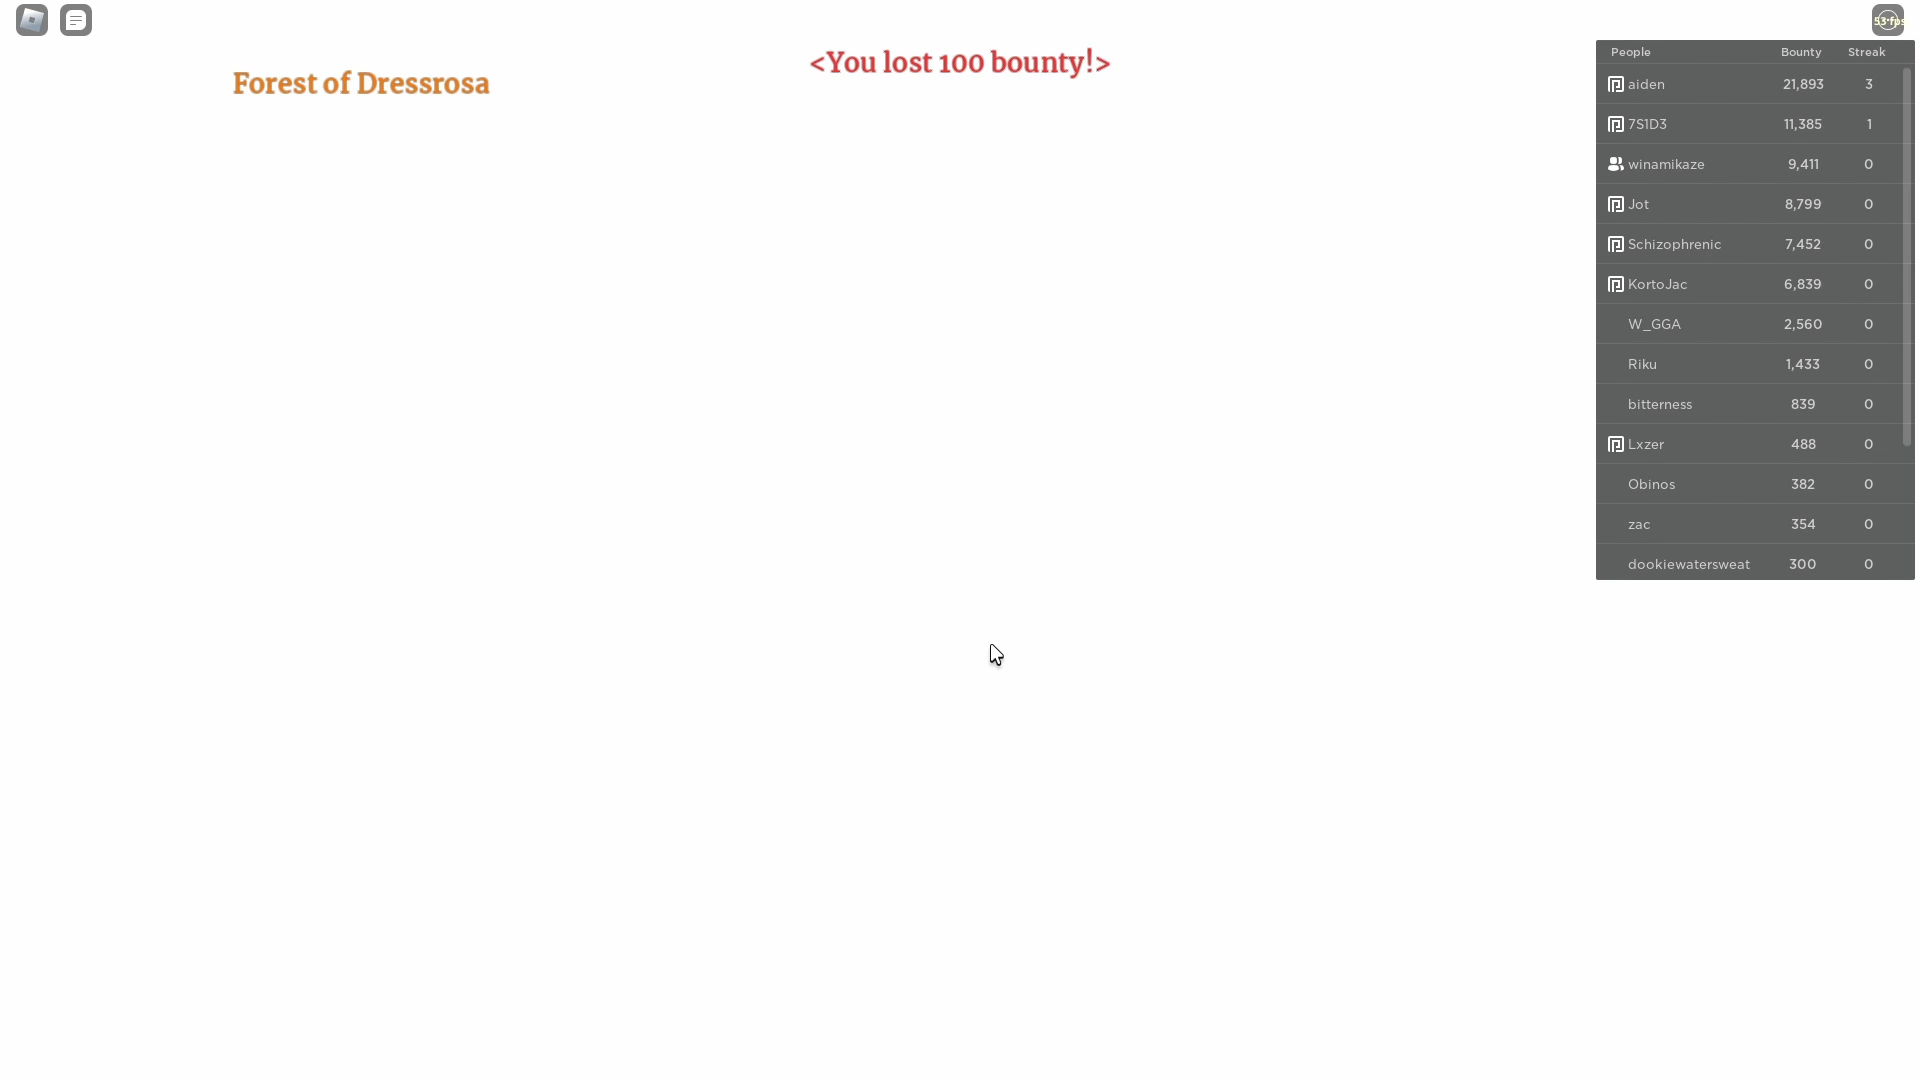 53 fps
<You lost 100 bounty!>
Forest of Dressrosa
People Bounty Streak
aiden 21,893 3
7S1D3 11,385 1
winamikaze 9,411 0
Jot 8,799 0
Schizophrenic 7,452 0
KortoJac 6,839 0
W_GGA 2,560 0
Riku 1,433 0
bitterness 839 0
Lxzer 488 0
Obinos 382 0
zac 354 0
dookiewatersweat 300 0